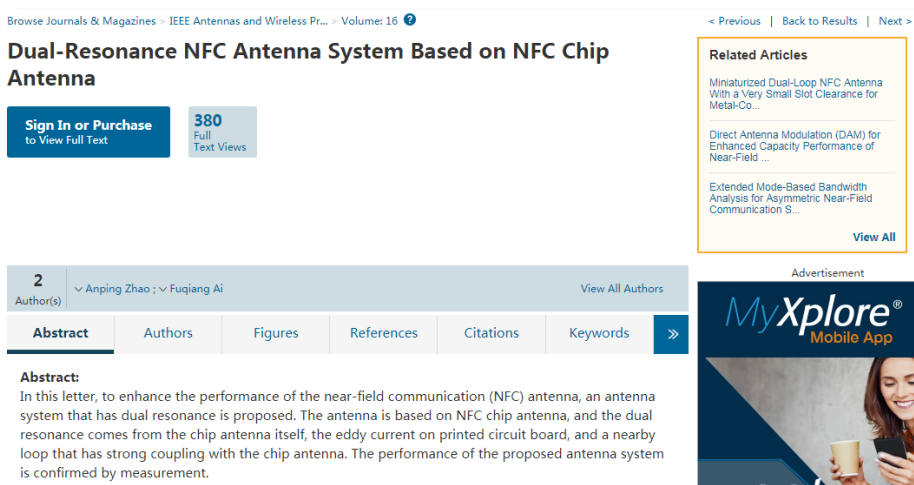 Browse Journals & Magazines > IEEE Antennas and Wireless Pr... > Volume: 16 ?
< Previous | Back to Results | Next >
Dual-Resonance NFC Antenna System Based on NFC Chip
Antenna
Sign In or Purchase
to View Full Text
380
Full
Text Views
Related Articles
Miniaturized Dual-Loop NFC Antenna
With a Very Small Slot Clearance for
Metal-Co...
Direct Antenna Modulation (DAM) for
Enhanced Capacity Performance of
Near-Field ...
Extended Mode-Based Bandwidth
Analysis for Asymmetric Near-Field
Communication S...
View All
2
Author(s)
Anping Zhao ; Fuqiang Ai
View All Authors
Abstract Authors Figures References Citations Keywords »
Abstract:
In this letter, to enhance the performance of the near-field communication (NFC) antenna, an antenna
system that has dual resonance is proposed. The antenna is based on NFC chip antenna, and the dual
resonance comes from the chip antenna itself, the eddy current on printed circuit board, and a nearby
loop that has strong coupling with the chip antenna. The performance of the proposed antenna system
is confirmed by measurement.
Advertisement
MyXplore®
Mobile App